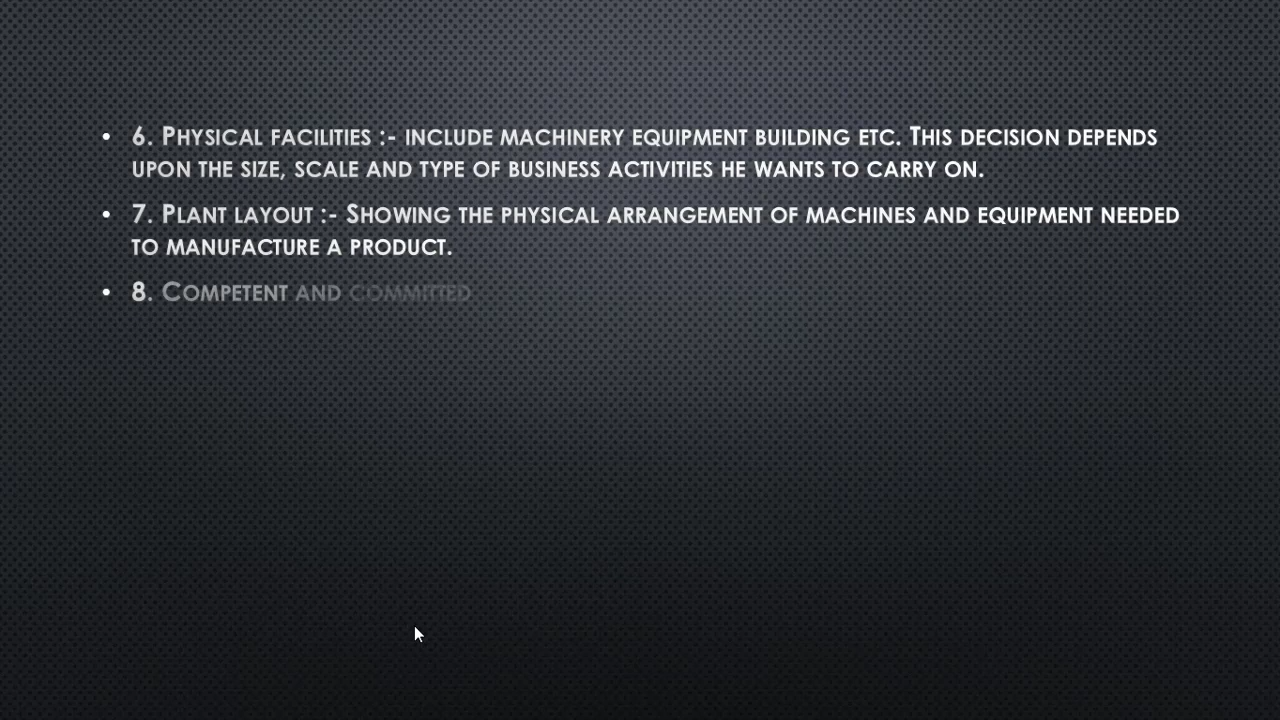 • 6. Physical facilities :- include machinery equipment building etc. This decision depends
upon the size, scale and type of business activities he wants to carry on.
• 7. Plant layout :- Showing the physical arrangement of machines and equipment needed
to manufacture a product.
• 8. Competent and committed